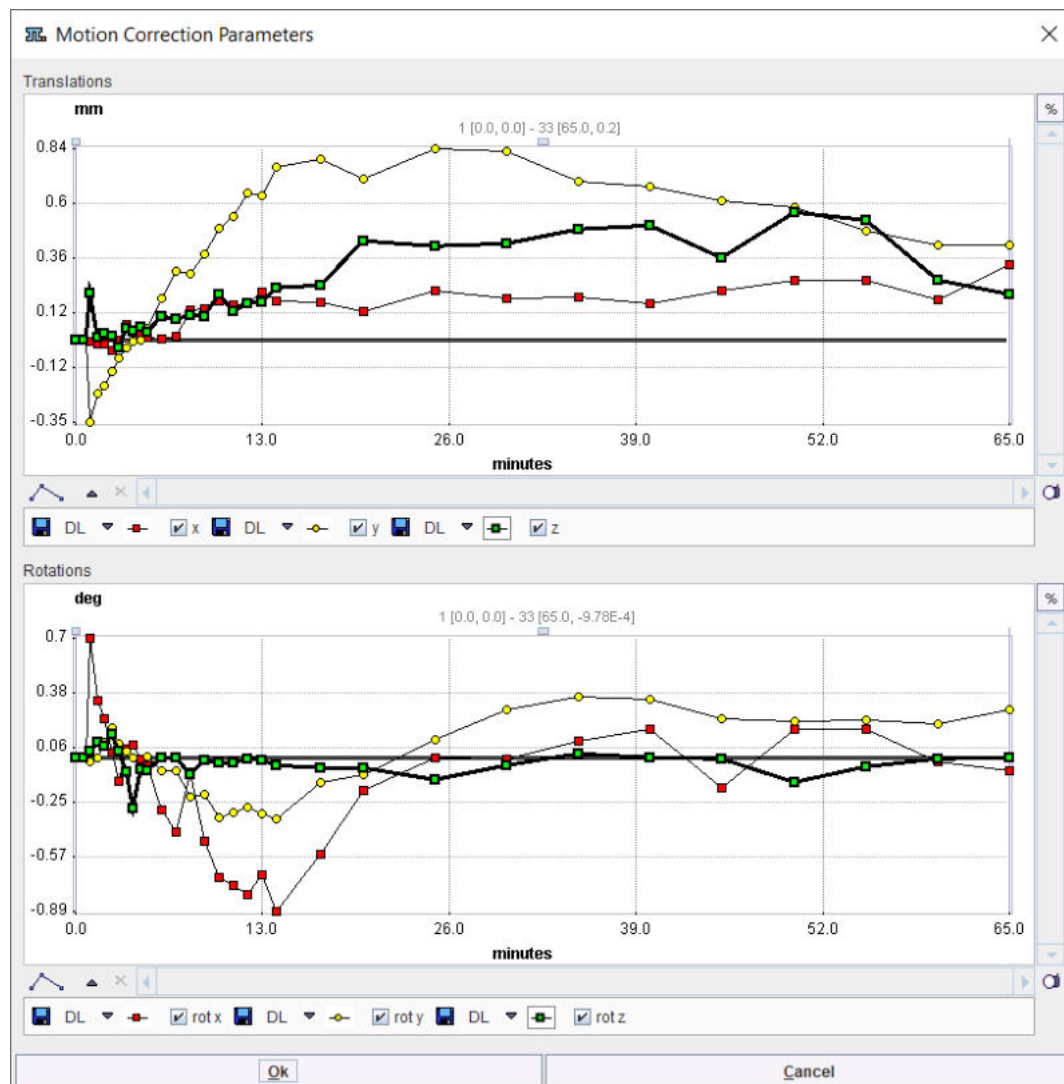 Motion Correction Parameters
Translations
mm
%
1 [0.0, 0.0] - 33 [65.0, 0.2]
0.84
0.6
0.36
0.12
-0.12
-0.35
0.0 13.0 26.0 39.0 52.0 65.0
minutes
DL x DL y DL z
Rotations
deg
%
1 [0.0, 0.0] - 33 [65.0, -9.78E-4]
0.7
0.38
0.06
-0.25
-0.57
-0.89
0.0 13.0 26.0 39.0 52.0 65.0
minutes
DL rot x DL rot y DL rot z
Ok Cancel